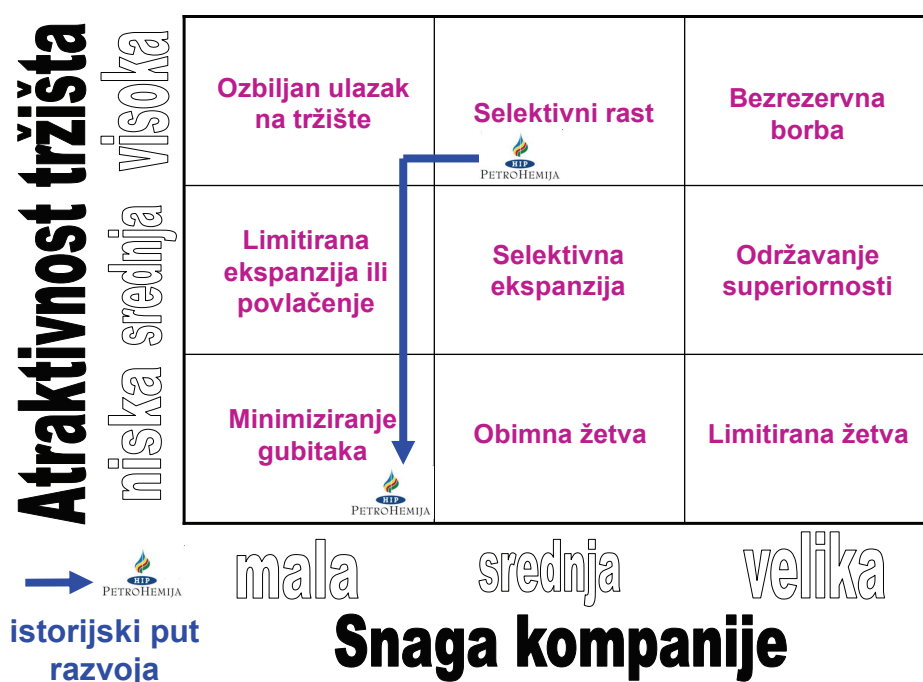 Atraktivnost tržišta
visoka
srednja
niska
Ozbiljan ulazak
na tržište
Selektivni rast
HIP
PETROHEMIJA
Bezrezervna
borba
Limitirana
ekspanzija ili
povlačenje
Selektivna
ekspanzija
Održavanje
superiornosti
Minimiziranje
gubitaka
HIP
PETROHEMIJA
Obimna žetva
Limitirana žetva
mala
srednja
velika
Snaga kompanije
HIP
PETROHEMIJA
istorijski put
razvoja